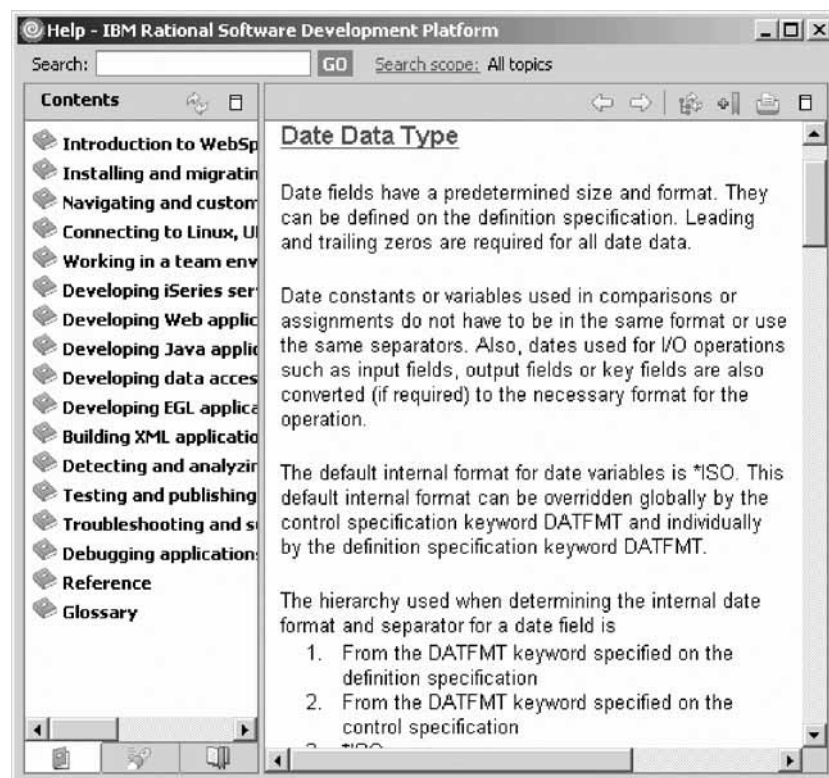 Help - IBM Rational Software Development Platform
Search: GO Search scope: All topics
Contents
Introduction to WebSp
Installing and migratin
Navigating and custom
Connecting to Linux, U
Working in a team env
Developing iSeries ser
Developing Web applic
Developing Java applic
Developing data acces
Developing EGL applica
Building XML applicatio
Detecting and analyzin
Testing and publishing
Troubleshooting and s
Debugging application
Reference
Glossary
Date Data Type
Date fields have a predetermined size and format. They
can be defined on the definition specification. Leading
and trailing zeros are required for all date data.
Date constants or variables used in comparisons or
assignments do not have to be in the same format or use
the same separators. Also, dates used for I/O operations
such as input fields, output fields or key fields are also
converted (if required) to the necessary format for the
operation.
The default internal format for date variables is *ISO. This
default internal format can be overridden globally by the
control specification keyword DATFMT and individually
by the definition specification keyword DATFMT.
The hierarchy used when determining the internal date
format and separator for a date field is
1. From the DATFMT keyword specified on the
definition specification
2. From the DATFMT keyword specified on the
control specification
3. *ISO